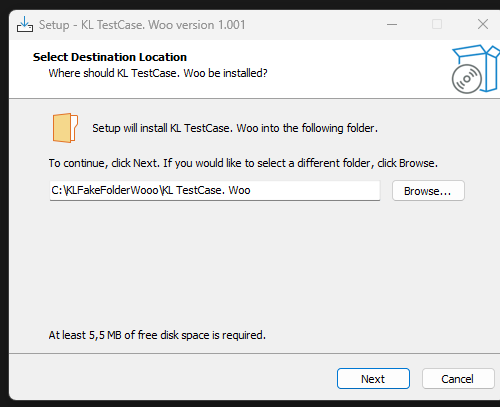 Setup - KL TestCase. Woo version 1.001
Select Destination Location
Where should KL TestCase. Woo be installed?
Setup will install KL TestCase. Woo into the following folder.
To continue, click Next. If you would like to select a different folder, click Browse.
C:\KLFakeFolderWooo\KL TestCase. Woo
Browse...
At least 5,5 MB of free disk space is required.
Next
Cancel